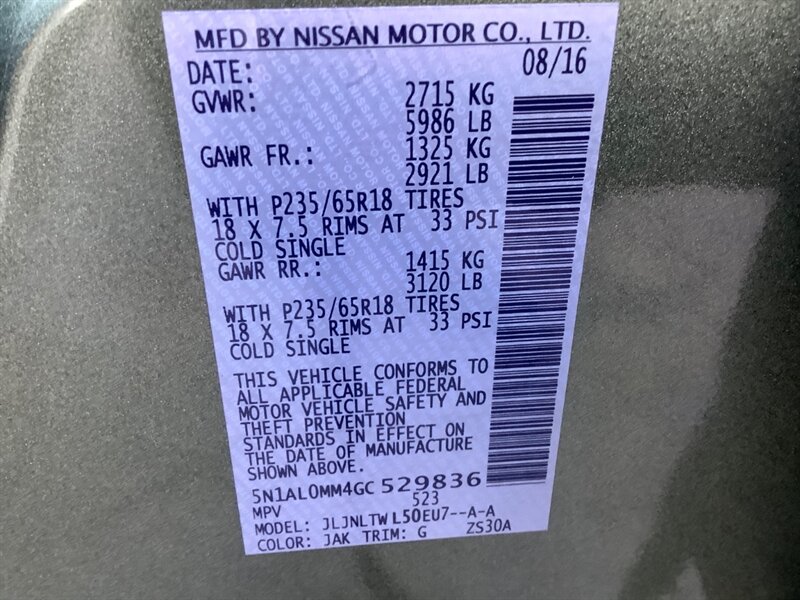 MFD BY NISSAN MOTOR CO., LTD.
DATE: 08/16
GVWR: 2715 KG
5986 LB
GAWR FR.: 1325 KG
2921 LB
WITH P235/65R18 TIRES
18 X 7.5 RIMS AT 33 PSI
COLD SINGLE
GAWR RR.: 1415 KG
3120 LB
WITH P235/65R18 TIRES
18 X 7.5 RIMS AT 33 PSI
COLD SINGLE
THIS VEHICLE CONFORMS TO
ALL APPLICABLE FEDERAL
MOTOR VEHICLE SAFETY AND
THEFT PREVENTION
STANDARDS IN EFFECT ON
THE DATE OF MANUFACTURE
SHOWN ABOVE.
5N1AL0MM4GC 529836
MPV 523
MODEL: JLJNLTW L50EU7--A-A
COLOR: JAK TRIM: G ZS30A